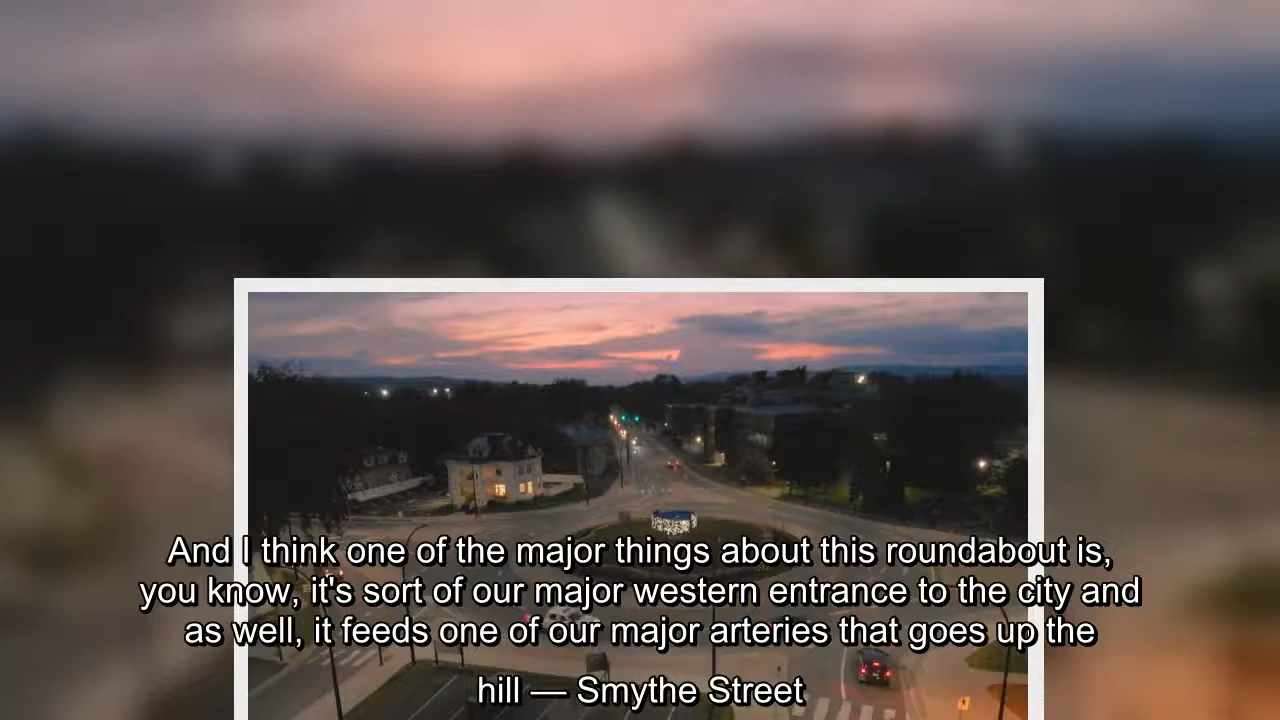 And I think one of the major things about this roundabout is,
you know, it's sort of our major western entrance to the city and
as well, it feeds one of our major arteries that goes up the
hill — Smythe Street